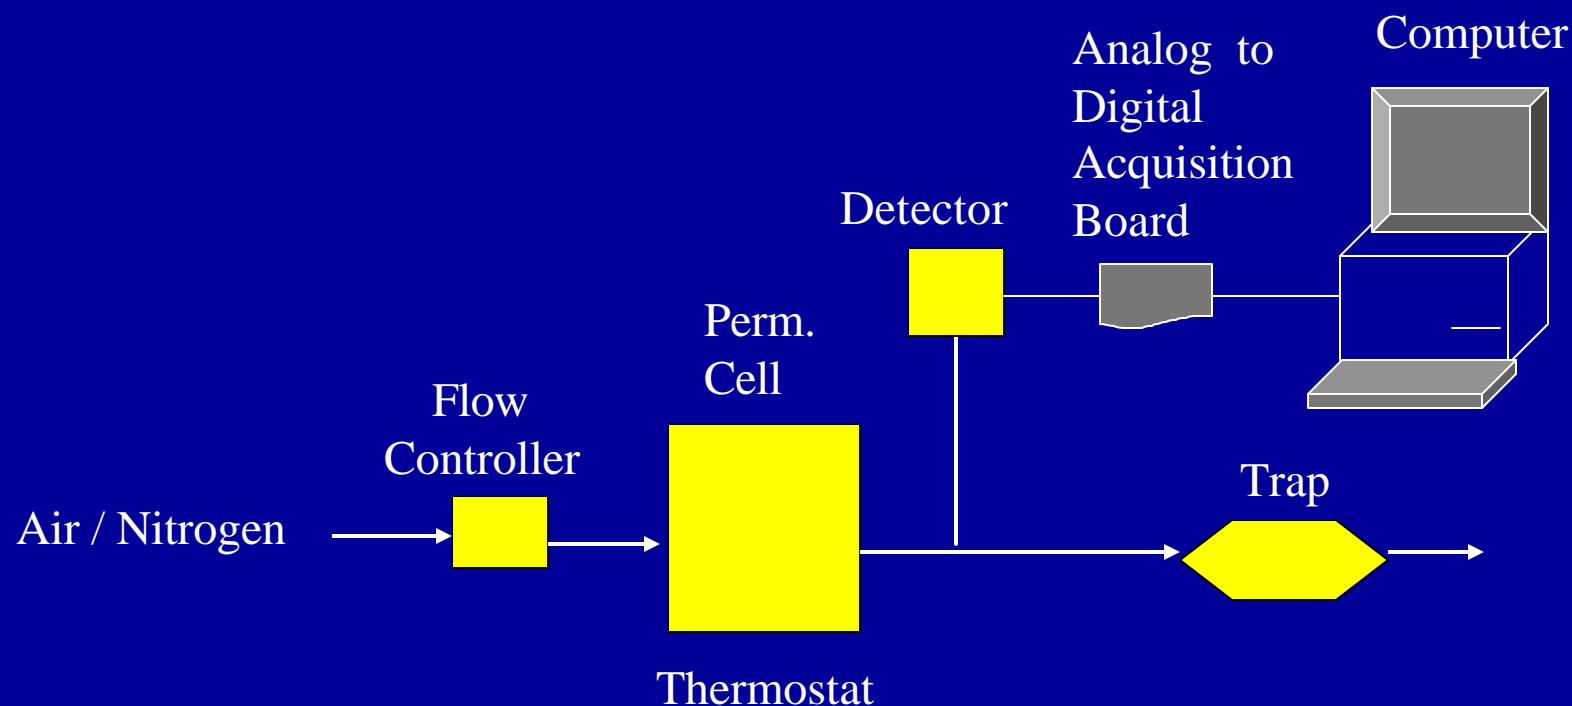 Computer
Analog to
Digital
Acquisition
Board
Detector
Perm.
Cell
Flow
Controller
Trap
Air / Nitrogen
Thermostat